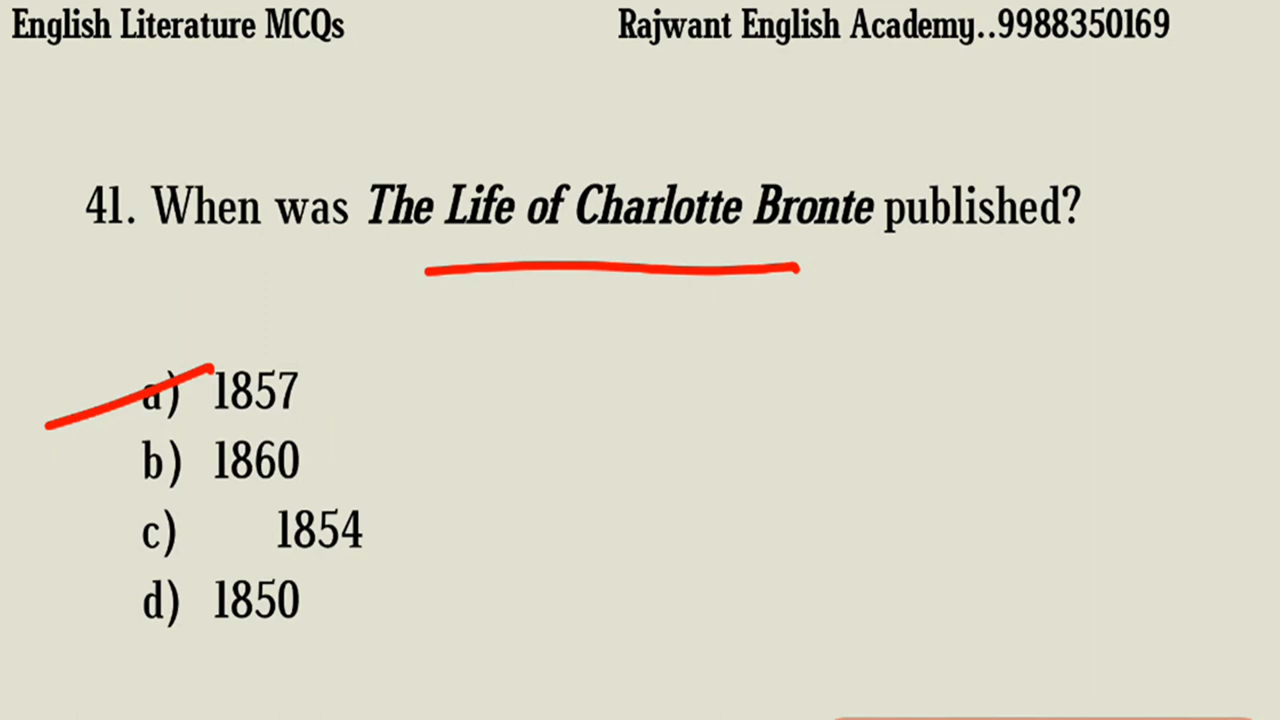 English Literature MCQs
Rajwant English Academy..9988350169
41. When was The Life of Charlotte Bronte published?
a) 1857
b) 1860
c) 1854
d) 1850